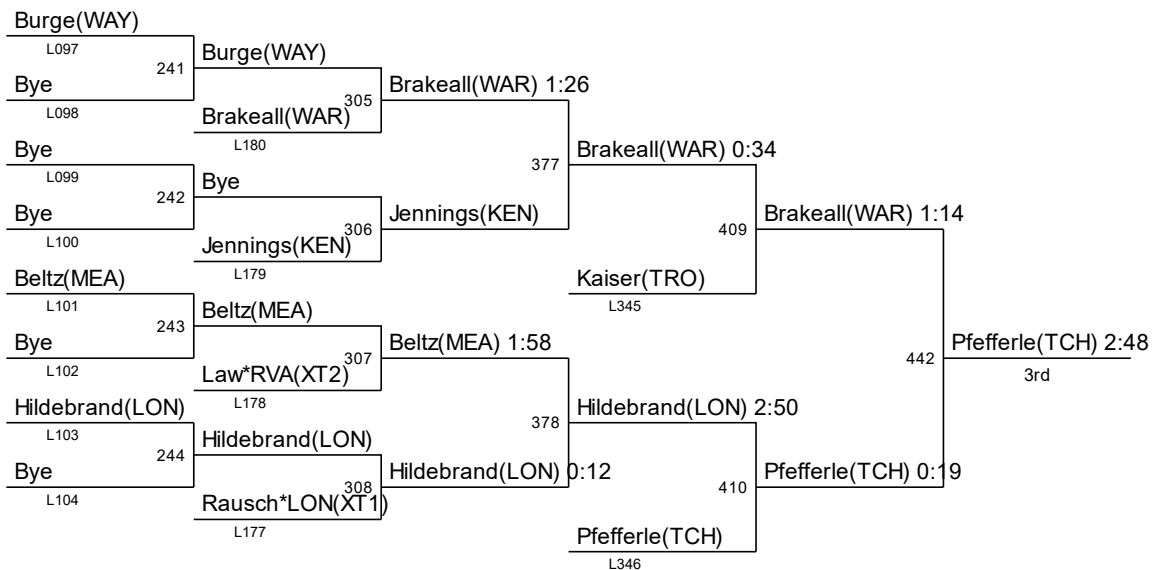 Burge(WAY)
L097
241
Burge(WAY)
Bye
L098
305
Brakeall(WAR) 1:26
Brakeall(WAR)
L180
Bye
L099
377
Brakeall(WAR) 0:34
242
Bye
Bye
L100
306
Jennings(KEN)
Jennings(KEN)
L179
409
Brakeall(WAR) 1:14
Beltz(MEA)
L101
Kaiser(TRO)
L345
243
Beltz(MEA)
Bye
L102
307
Beltz(MEA) 1:58
442
Pfefferle(TCH) 2:48
3rd
Law*RVA(XT2)
L178
Hildebrand(LON)
L103
378
Hildebrand(LON) 2:50
244
Hildebrand(LON)
Bye
L104
308
Hildebrand(LON) 0:12
410
Pfefferle(TCH) 0:19
Rausch*LON(XT1)
L177
Pfefferle(TCH)
L346